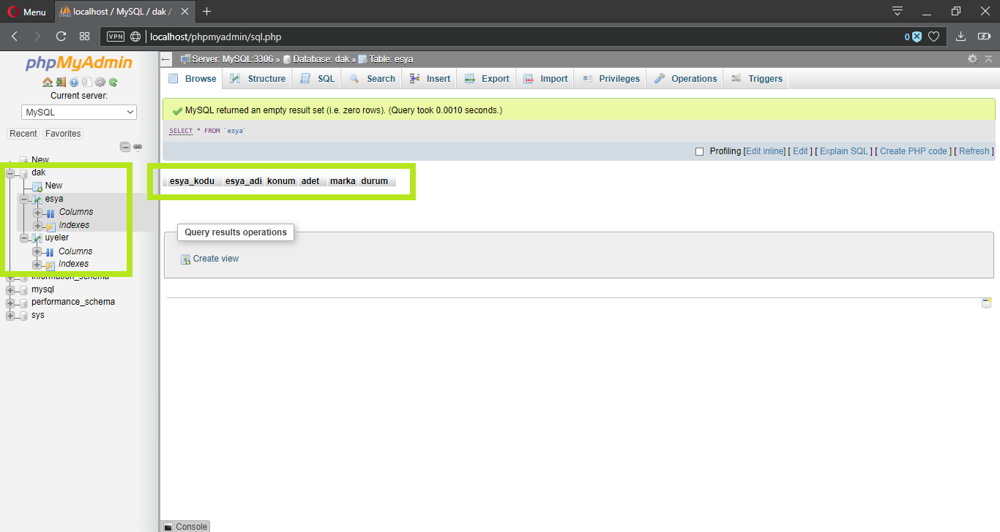 Menu
localhost / MySQL / dak /
VPN
localhost/phpmyadmin/sql.php
0
phpMyAdmin
Current server:
MySQL
Recent
Favorites
New
dak
New
esya
Columns
Indexes
uyeler
Columns
Indexes
information_schema
mysql
performance_schema
sys
Server: MySQL:3306 » Database: dak » Table: esya
Browse Structure SQL Search Insert Export Import Privileges Operations Triggers
MySQL returned an empty result set (i.e. zero rows). (Query took 0.0010 seconds.)
SELECT * FROM `esya`
Profiling [Edit inline] [ Edit ] [ Explain SQL ] [ Create PHP code ] [ Refresh ]
esya_kodu esya_adi konum adet marka durum
Query results operations
Create view
Console